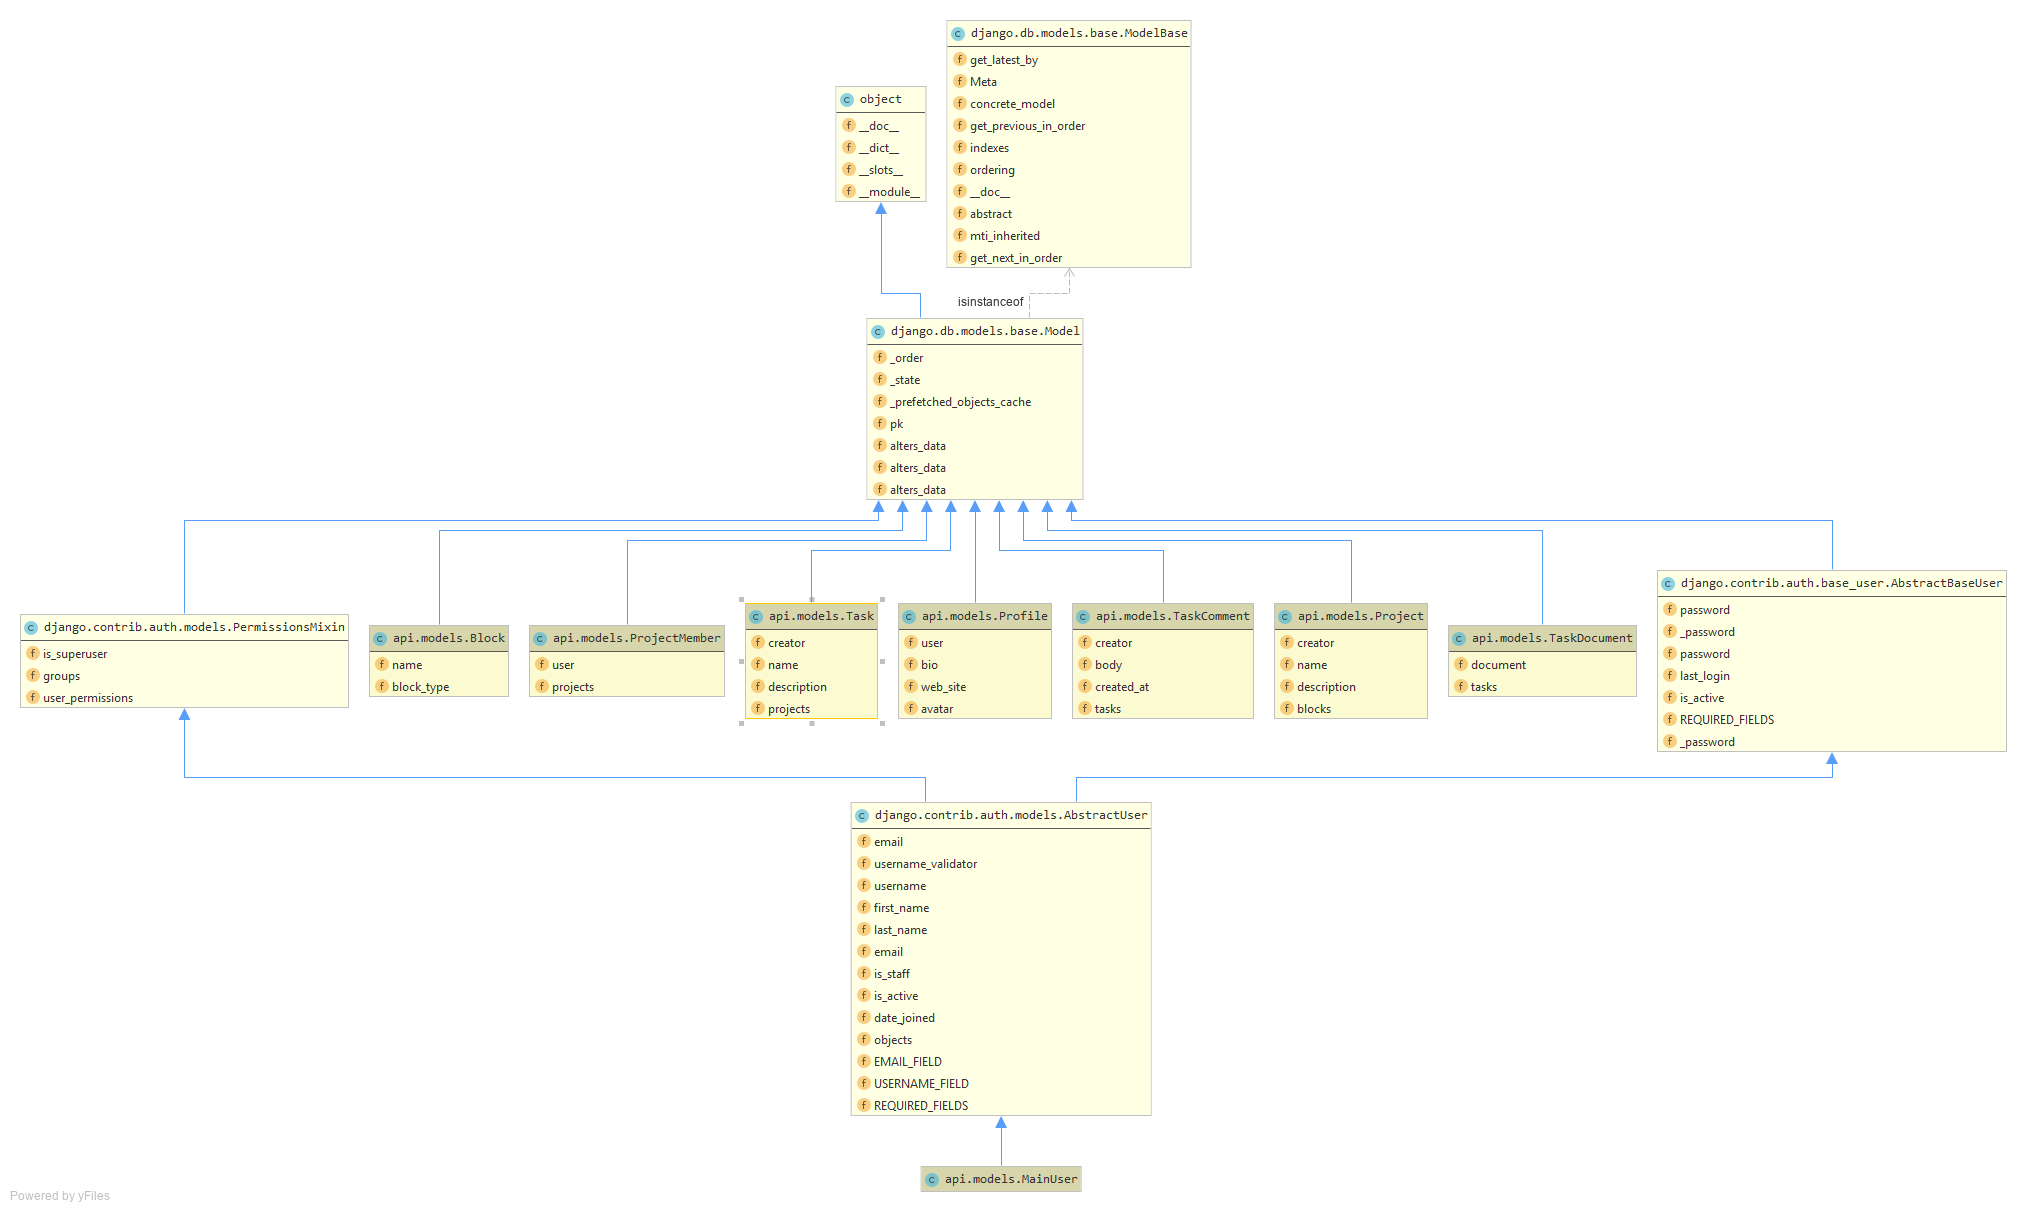 django.db.models.base.ModelBase
get_latest_by
Meta
concrete_model
get_previous_in_order
indexes
ordering
__doc__
abstract
mti_inherited
get_next_in_order
object
__doc__
__dict__
__slots__
__module__
isinstanceof
django.db.models.base.Model
_order
_state
_prefetched_objects_cache
pk
alters_data
alters_data
alters_data
django.contrib.auth.models.PermissionsMixin
is_superuser
groups
user_permissions
api.models.Block
name
block_type
api.models.ProjectMember
user
projects
api.models.Task
creator
name
description
projects
api.models.Profile
user
bio
web_site
avatar
api.models.TaskComment
creator
body
created_at
tasks
api.models.Project
creator
name
description
blocks
api.models.TaskDocument
document
tasks
django.contrib.auth.base_user.AbstractBaseUser
password
_password
password
last_login
is_active
REQUIRED_FIELDS
_password
django.contrib.auth.models.AbstractUser
email
username_validator
username
first_name
last_name
email
is_staff
is_active
date_joined
objects
EMAIL_FIELD
USERNAME_FIELD
REQUIRED_FIELDS
api.models.MainUser
Powered by yFiles